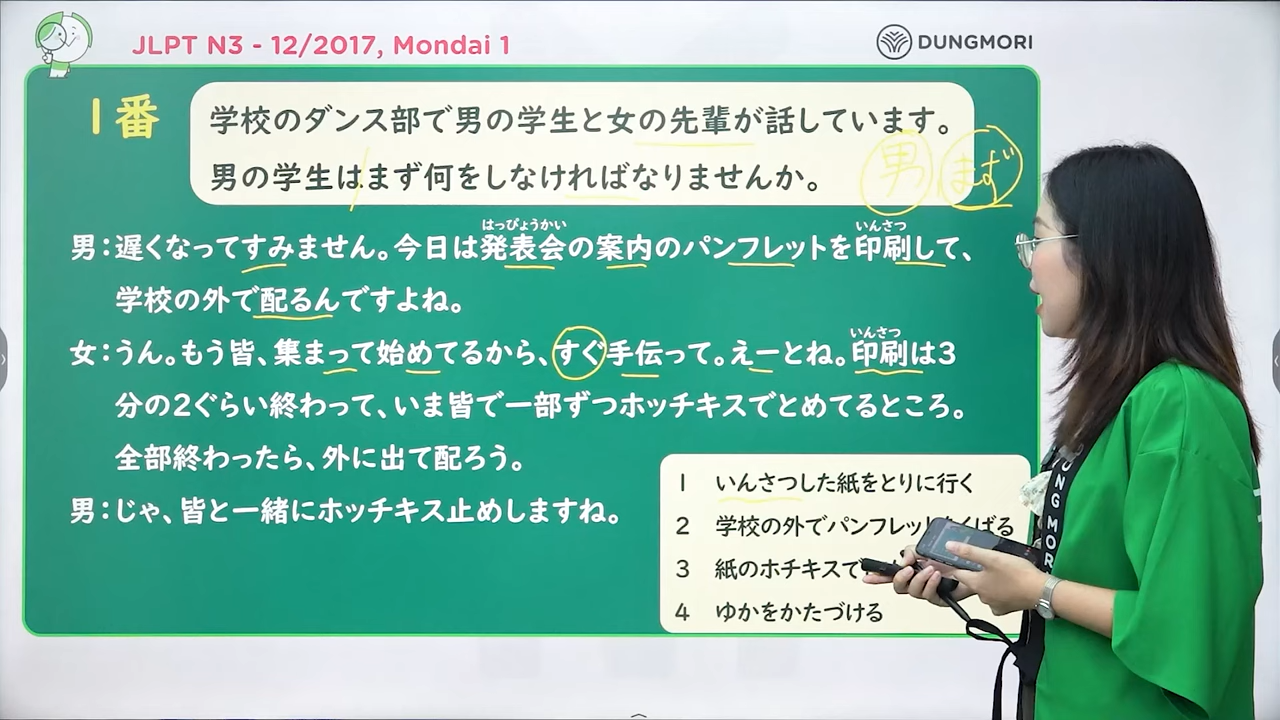 JLPT N3 - 12/2017, Mondai 1
DUNGMORI
1番
学校のダンス部で男の学生と女の先輩が話しています。
男の学生はまず何をしなければなりませんか。
男 まず
はっぴょうかい いんさつ
男：遅くなってすみません。今日は発表会の案内のパンフレットを印刷して、
学校の外で配るんですよね。
いんさつ
女：うん。もう皆、集まって始めてるから、すぐ手伝って。えーとね。印刷は3
分の2ぐらい終わって、いま皆で一部ずつホッチキスでとめてるところ。
全部終わったら、外に出て配ろう。
男：じゃ、皆と一緒にホッチキス止めしますね。
1 いんさつした紙をとりに行く
2 学校の外でパンフレットをくばる
3 紙のホチキスで
4 ゆかをかたづける
UNG MOR